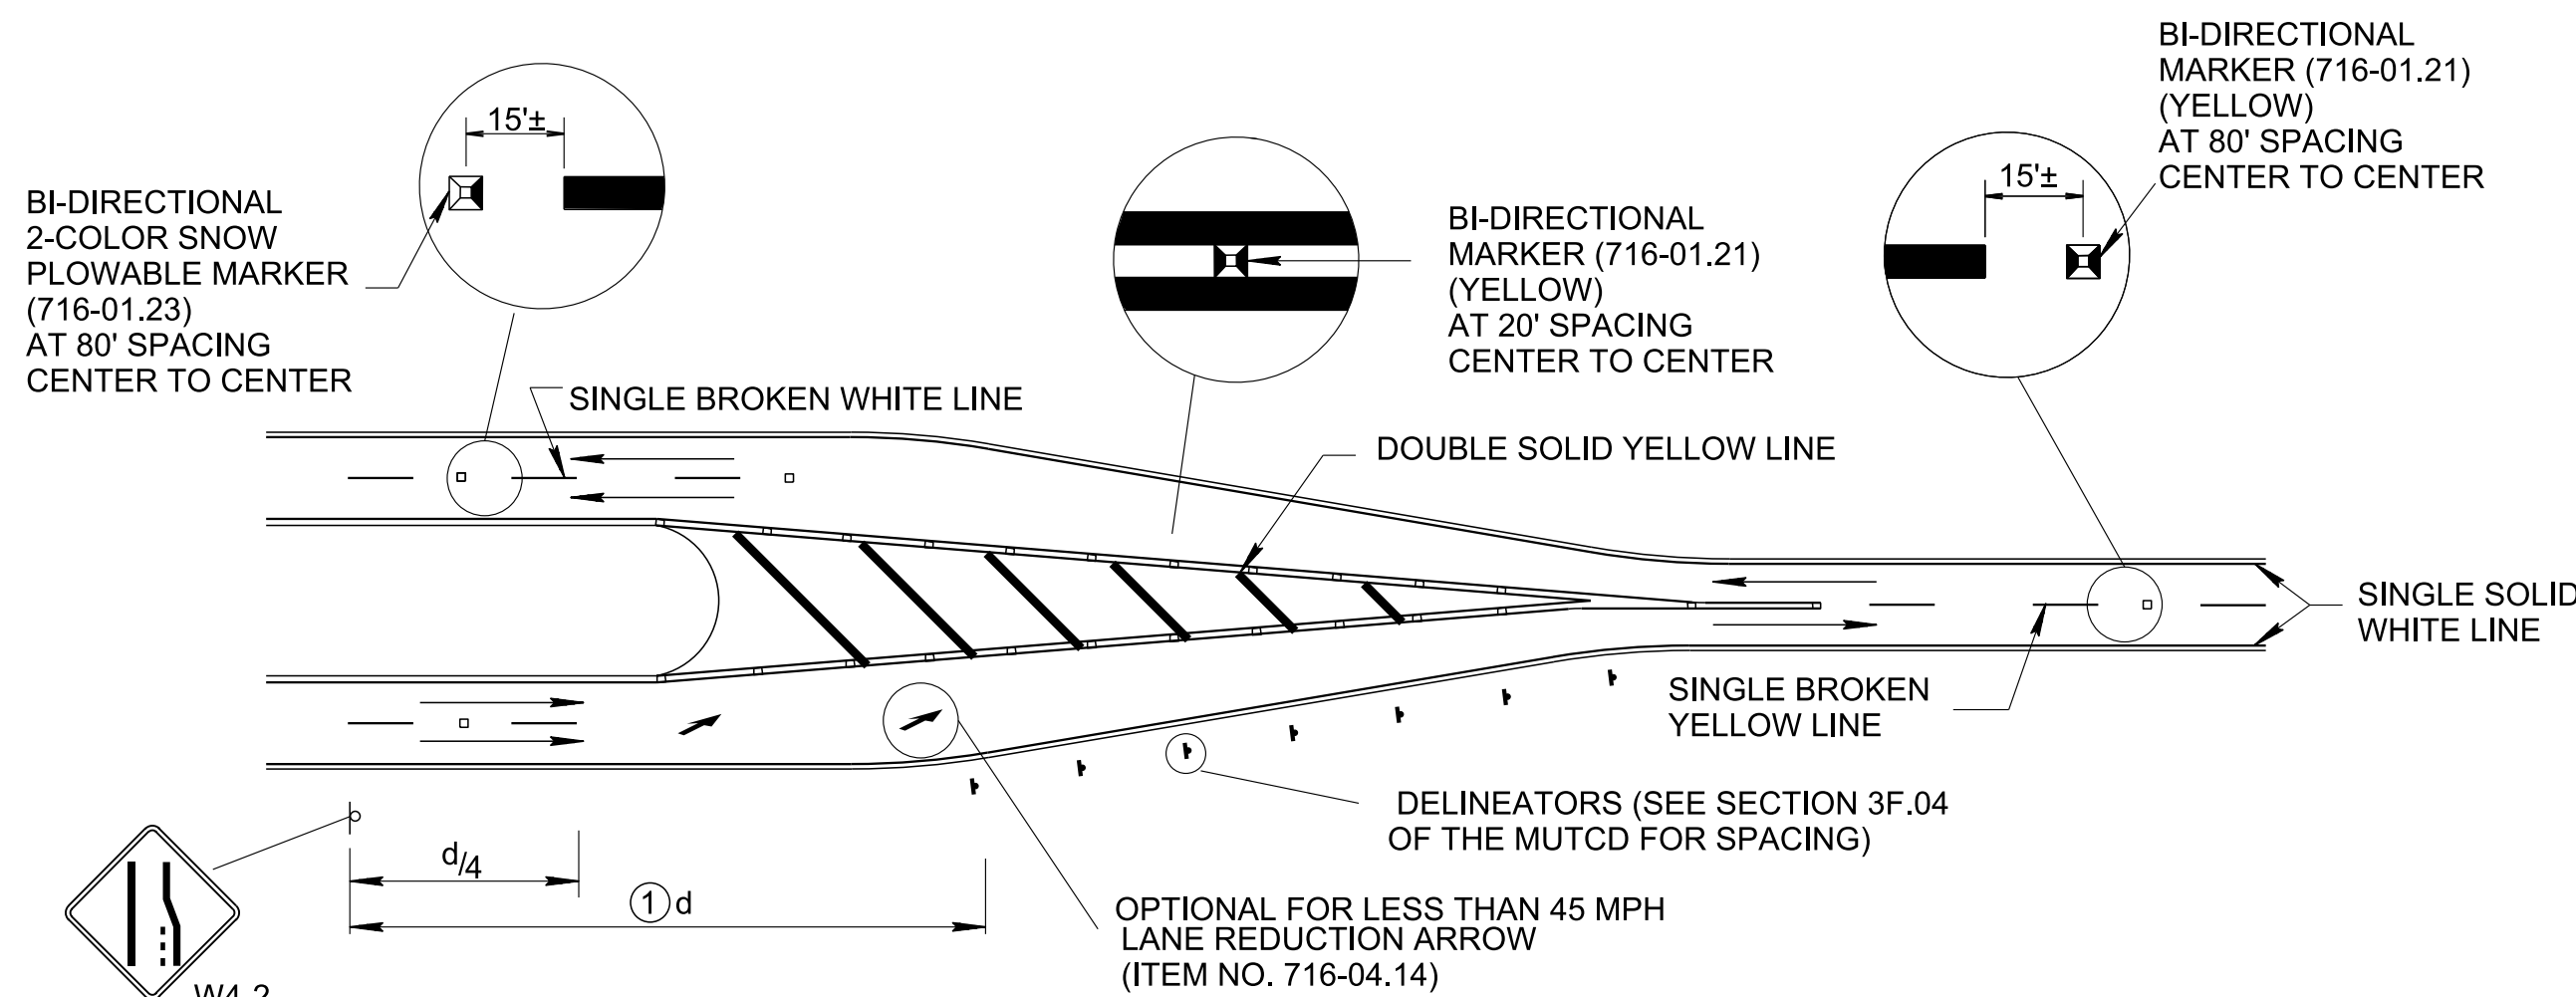 BI-DIRECTIONAL
2-COLOR SNOW
PLOWABLE MARKER
(716-01.23)
AT 80' SPACING
CENTER TO CENTER
15'±
SINGLE BROKEN WHITE LINE
BI-DIRECTIONAL
MARKER (716-01.21)
(YELLOW)
AT 20' SPACING
CENTER TO CENTER
DOUBLE SOLID YELLOW LINE
15'±
BI-DIRECTIONAL
MARKER (716-01.21)
(YELLOW)
AT 80' SPACING
CENTER TO CENTER
SINGLE SOLID
WHITE LINE
SINGLE BROKEN
YELLOW LINE
DELINEATORS (SEE SECTION 3F.04
OF THE MUTCD FOR SPACING)
d/4
1 d
OPTIONAL FOR LESS THAN 45 MPH
LANE REDUCTION ARROW
(ITEM NO. 716-04.14)
W4-2